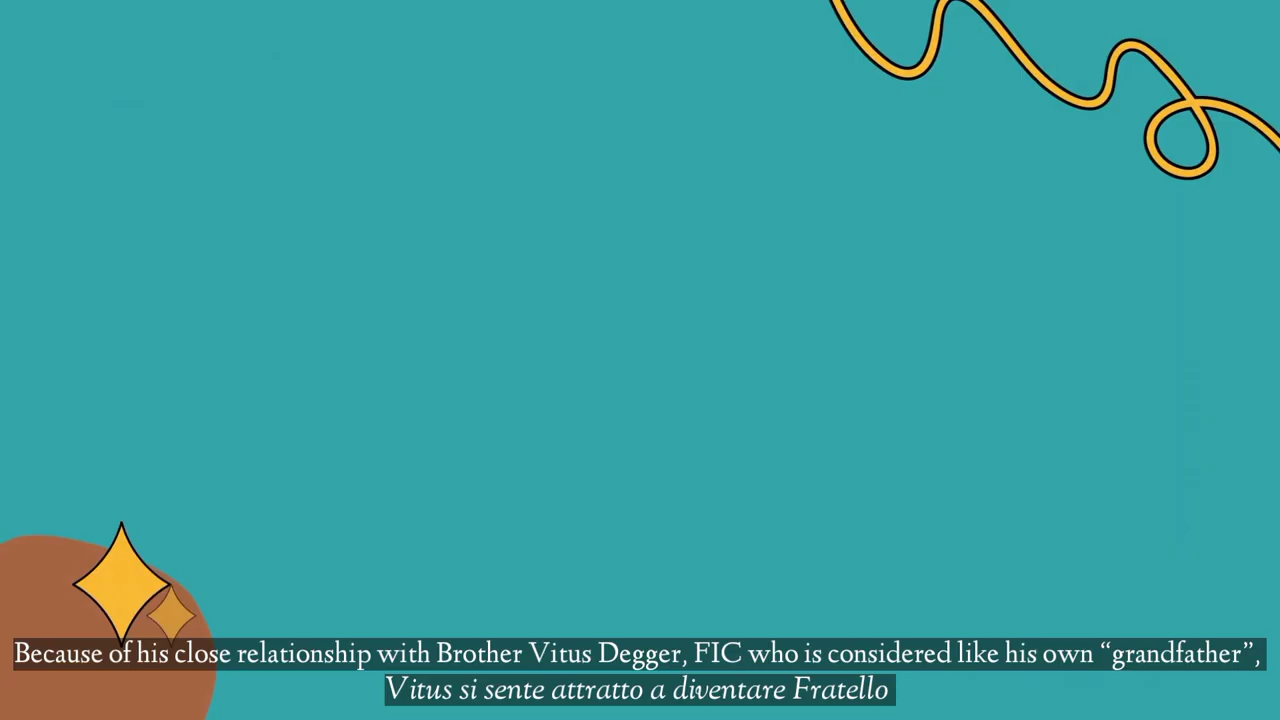 Because of his close relationship with Brother Vitus Degger, FIC who is considered like his own “grandfather”,
Vitus si sente attratto a diventare Fratello